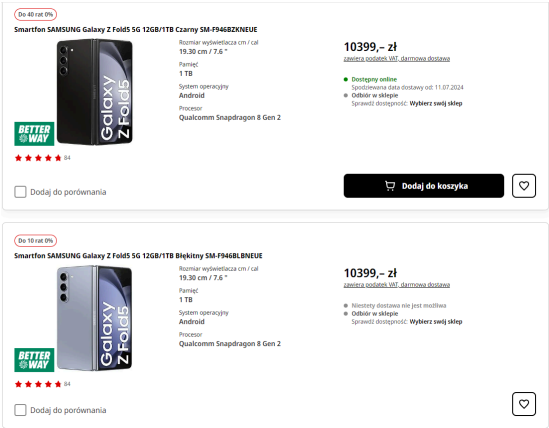 Do 40 rat 0%
Smartfon SAMSUNG Galaxy Z Fold5 5G 12GB/1TB Czarny SM-F946BZKNEUE
Galaxy
Z Fold5
BETTER
WAY
84
Dodaj do porównania
Rozmiar wyświetlacza cm / cal
19.30 cm / 7.6 "
Pamięć
1 TB
System operacyjny
Android
Procesor
Qualcomm Snapdragon 8 Gen 2
10399,– zł
zawiera podatek VAT, darmowa dostawa
Dostępny online
Spodziewana data dostawy od: 11.07.2024
Odbiór w sklepie
Sprawdź dostępność: Wybierz swój sklep
Dodaj do koszyka
Do 10 rat 0%
Smartfon SAMSUNG Galaxy Z Fold5 5G 12GB/1TB Błękitny SM-F946BLBNEUE
Galaxy
Z Fold5
BETTER
WAY
84
Dodaj do porównania
Rozmiar wyświetlacza cm / cal
19.30 cm / 7.6 "
Pamięć
1 TB
System operacyjny
Android
Procesor
Qualcomm Snapdragon 8 Gen 2
10399,– zł
zawiera podatek VAT, darmowa dostawa
Niestety dostawa nie jest możliwa
Odbiór w sklepie
Sprawdź dostępność: Wybierz swój sklep